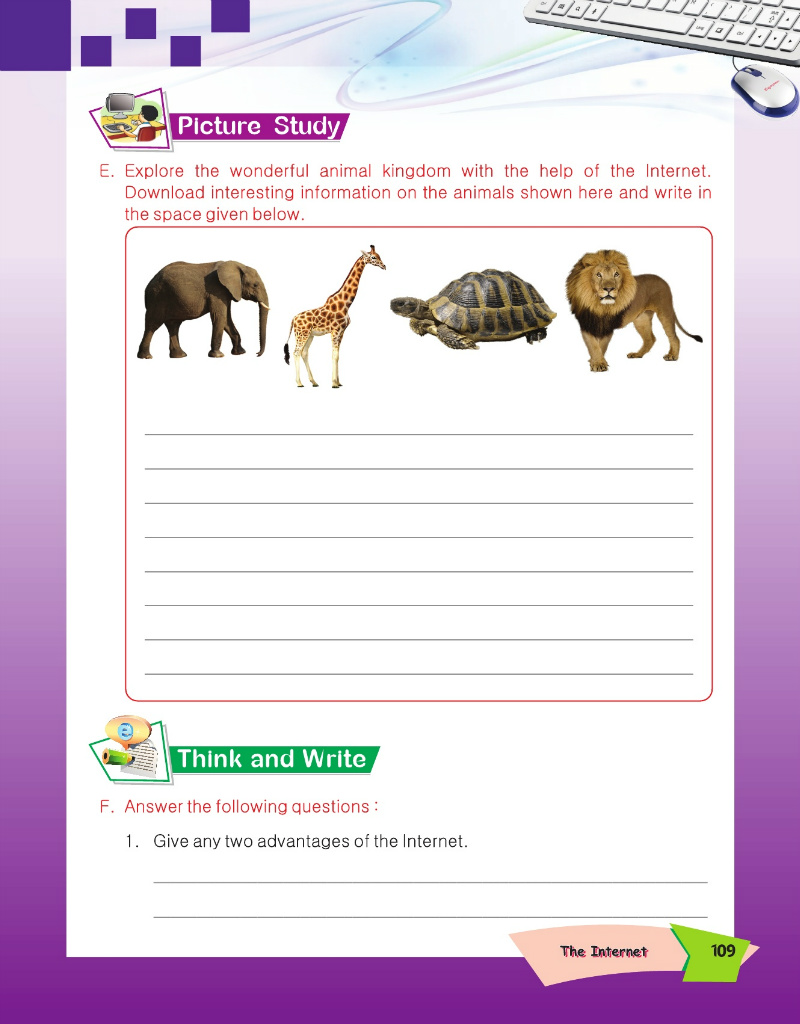 Picture Study
E. Explore the wonderful animal kingdom with the help of the Internet.
Download interesting information on the animals shown here and write in
the space given below.
Think and Write
F. Answer the following questions :
1. Give any two advantages of the Internet.
The Internet 109